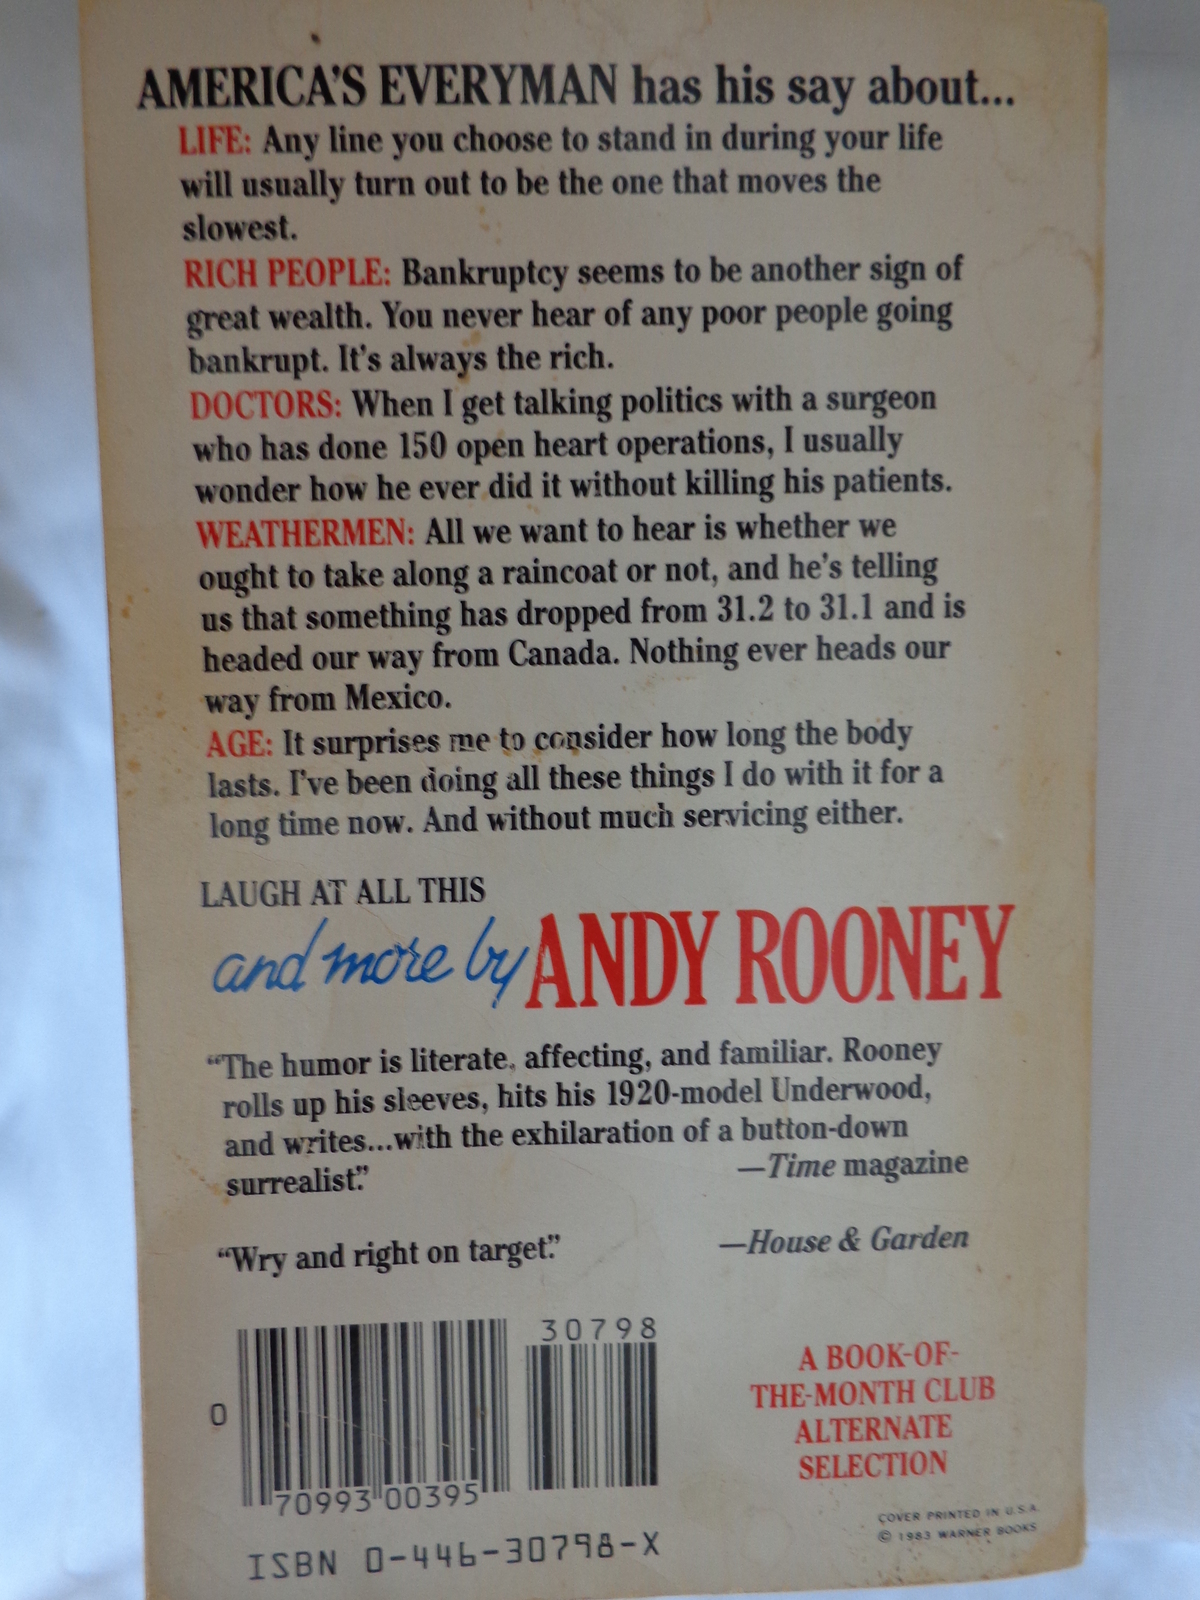 AMERICA'S EVERYMAN has his say about...
LIFE: Any line you choose to stand in during your life
will usually turn out to be the one that moves the
slowest.
RICH PEOPLE: Bankruptcy seems to be another sign of
great wealth. You never hear of any poor people going
bankrupt. It's always the rich.
DOCTORS: When I get talking politics with a surgeon
who has done 150 open heart operations, I usually
wonder how he ever did it without killing his patients.
WEATHERMEN: All we want to hear is whether we
ought to take along a raincoat or not, and he's telling
us that something has dropped from 31.2 to 31.1 and is
headed our way from Canada. Nothing ever heads our
way from Mexico.
AGE: It surprises me to consider how long the body
lasts. I've been doing all these things I do with it for a
long time now. And without much servicing either.
LAUGH AT ALL THIS
and more by ANDY ROONEY
“The humor is literate, affecting, and familiar. Rooney
rolls up his sleeves, hits his 1920-model Underwood,
and writes...with the exhilaration of a button-down
surrealist.” —Time magazine
“Wry and right on target.” —House & Garden
30798
0
70993 00395
ISBN 0-446-30798-X
A BOOK-OF-
THE-MONTH CLUB
ALTERNATE
SELECTION
COVER PRINTED IN U.S.A.
© 1983 WARNER BOOKS